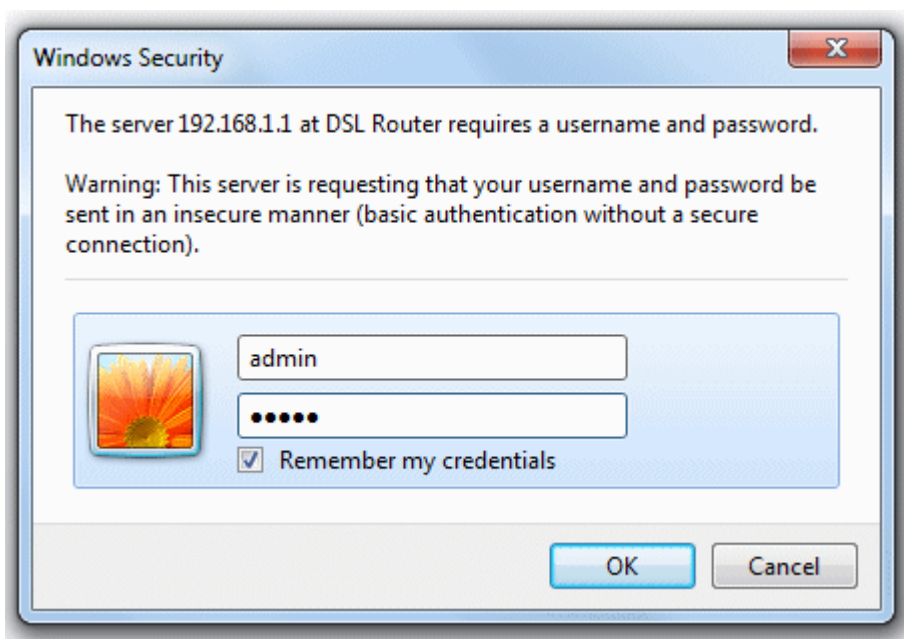 Windows Security
The server 192.168.1.1 at DSL Router requires a username and password.
Warning: This server is requesting that your username and password be
sent in an insecure manner (basic authentication without a secure
connection).
admin
●●●●●
Remember my credentials
OK
Cancel